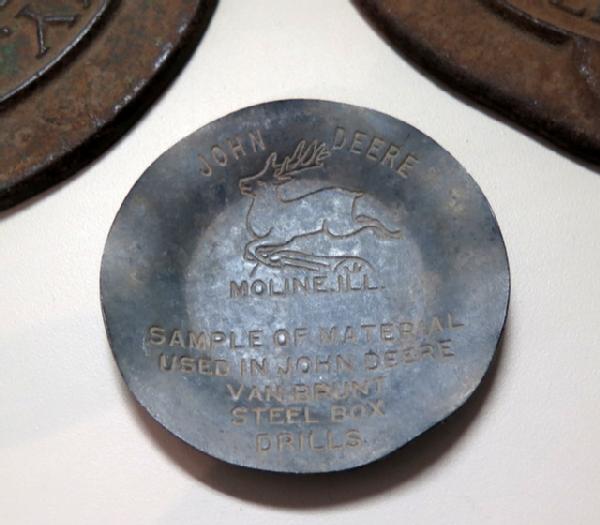 JOHN DEERE
MOLINE, ILL.
SAMPLE OF MATERIAL
USED IN JOHN DEERE
VAN BRUNT
STEEL BOX
DRILLS